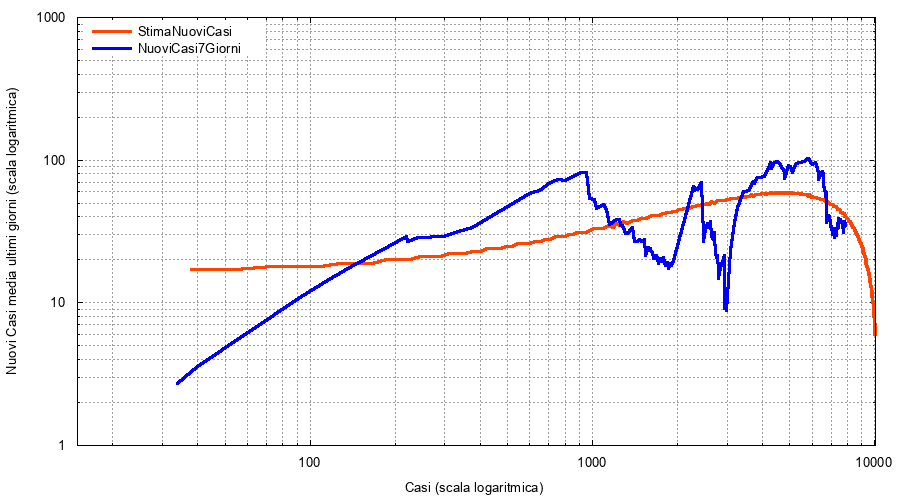 1000
StimaNuoviCasi
NuoviCasi7Giorni
Nuovi Casi media ultimi giorni (scala logaritmica)
100
10
1
100
1000
10000
Casi (scala logaritmica)